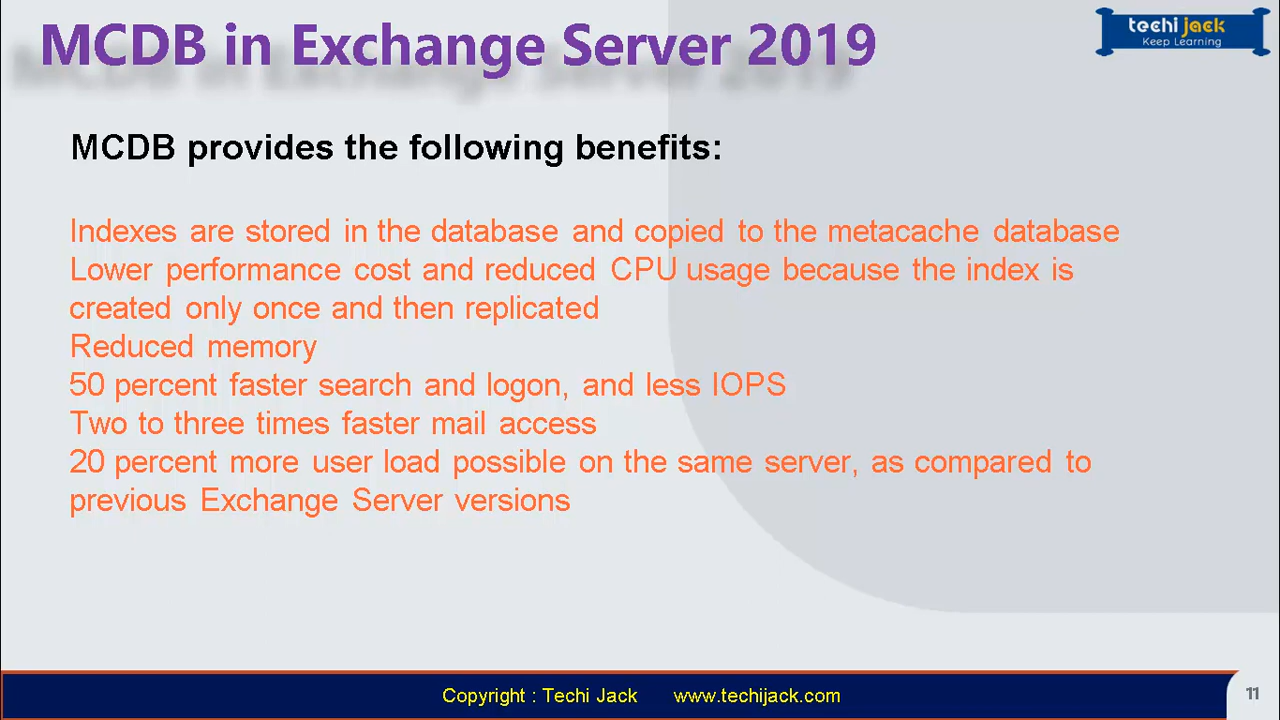 MCDB in Exchange Server 2019
techi jack
Keep Learning
MCDB provides the following benefits:
Indexes are stored in the database and copied to the metacache database
Lower performance cost and reduced CPU usage because the index is
created only once and then replicated
Reduced memory
50 percent faster search and logon, and less IOPS
Two to three times faster mail access
20 percent more user load possible on the same server, as compared to
previous Exchange Server versions
Copyright : Techi Jack www.techijack.com
11